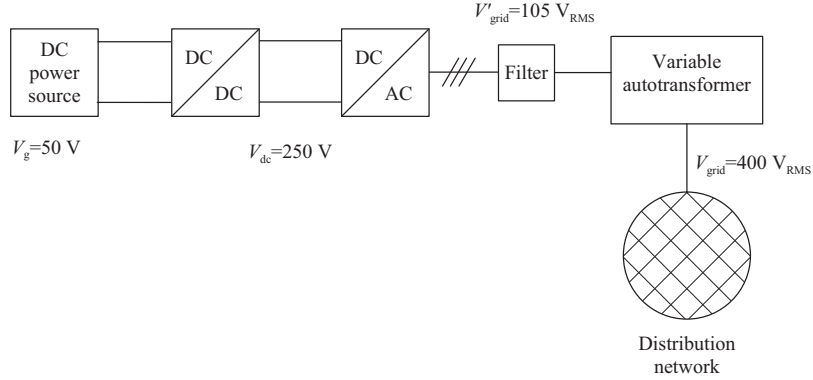 V'grid=105 VRMS
DC
power
source
DC
DC
DC
AC
Filter
Variable
autotransformer
Vg=50 V
Vdc=250 V
Vgrid=400 VRMS
Distribution
network